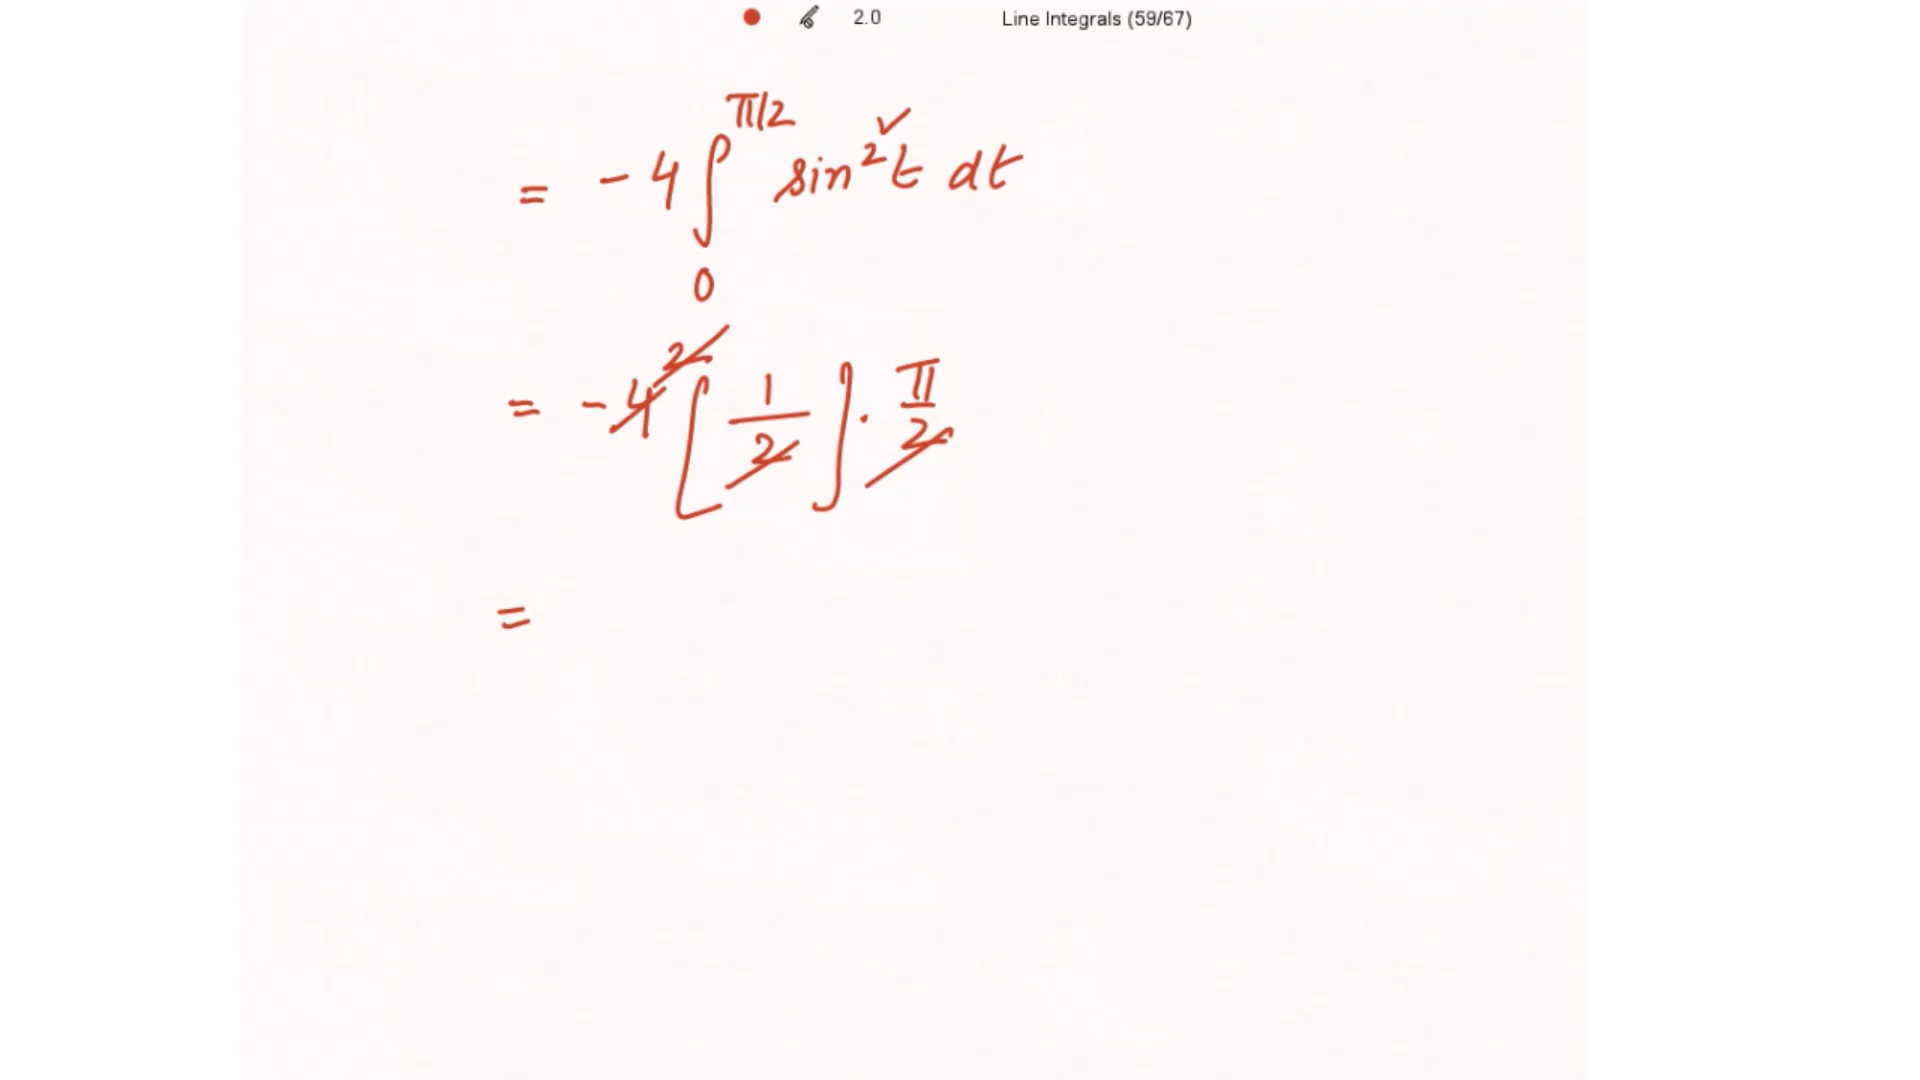 2.0 Line Integrals (59/67)
= -4 ∫₀^{π/2} sin²t dt
= -4 2 [1/2] · π/2
=